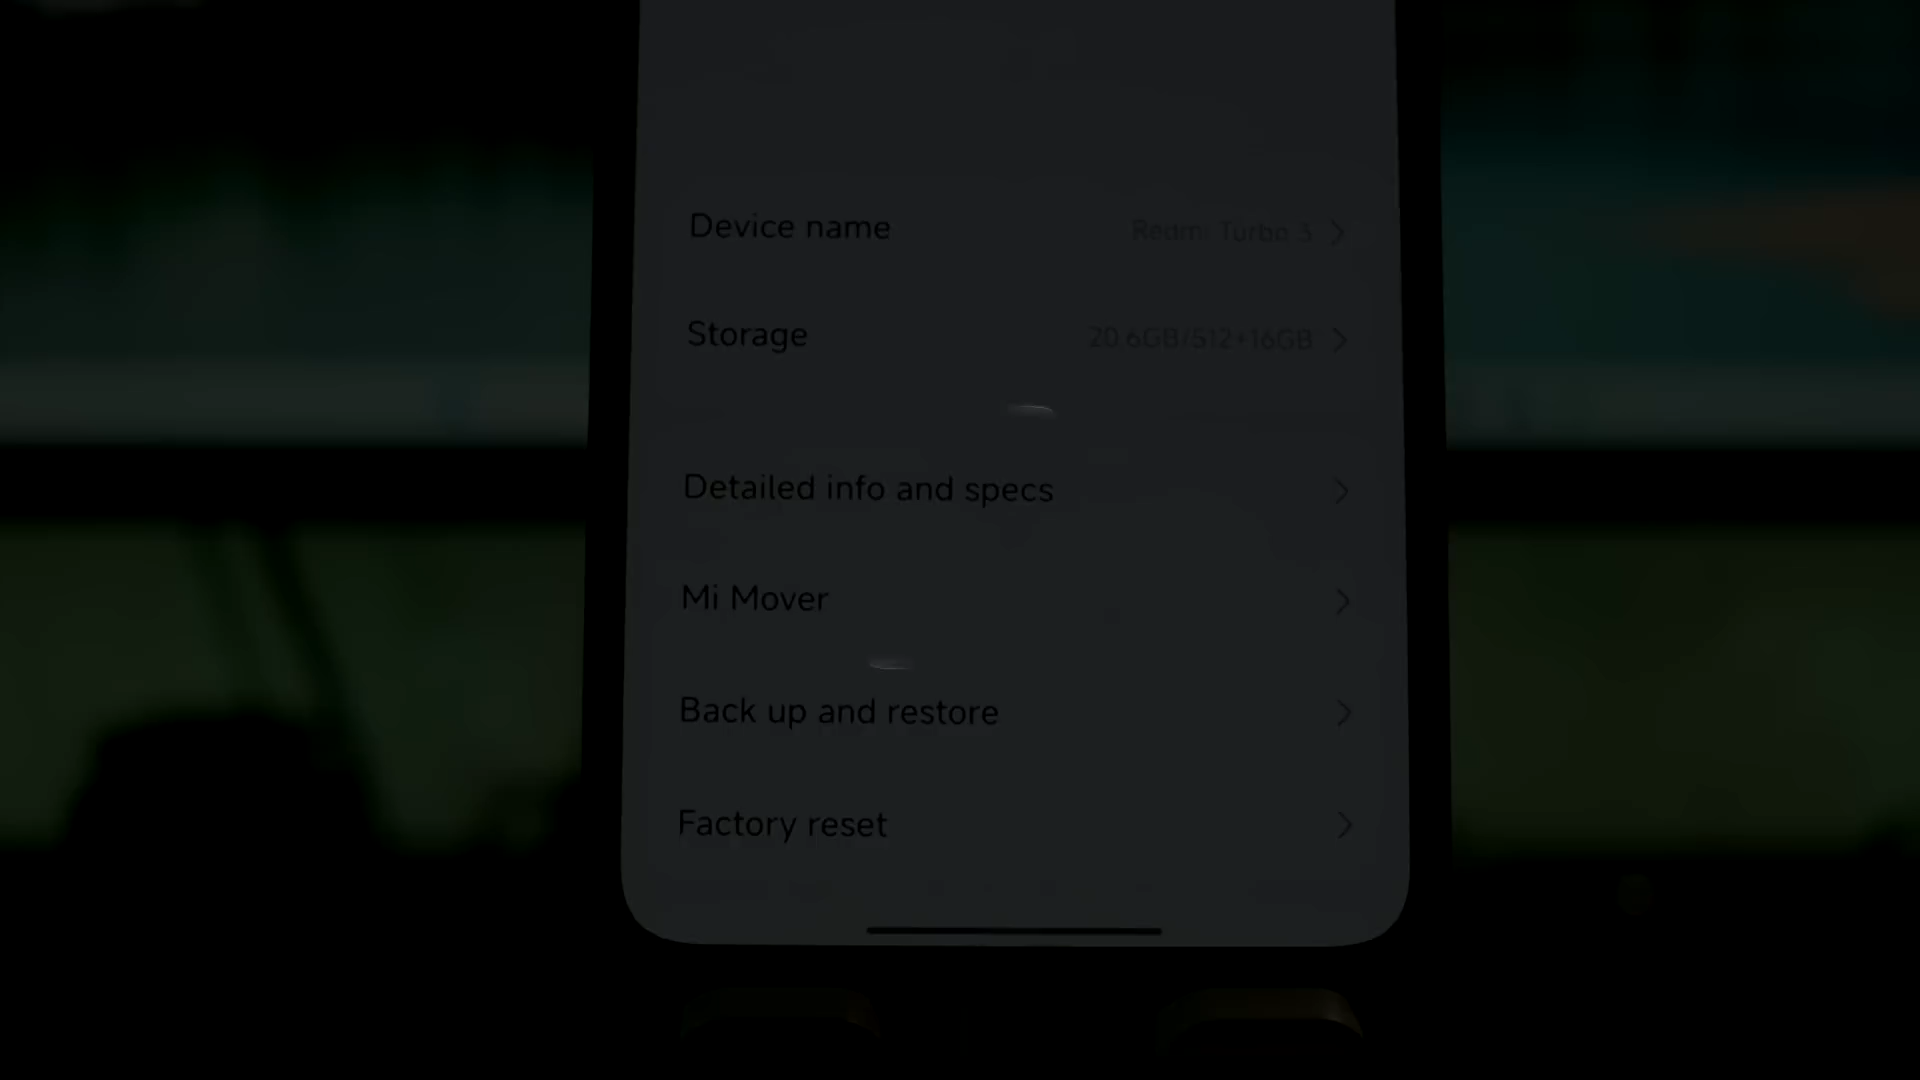 Device name
Redmi Turbo 3
Storage
20.6GB/512+16GB
Detailed info and specs
Mi Mover
Back up and restore
Factory reset